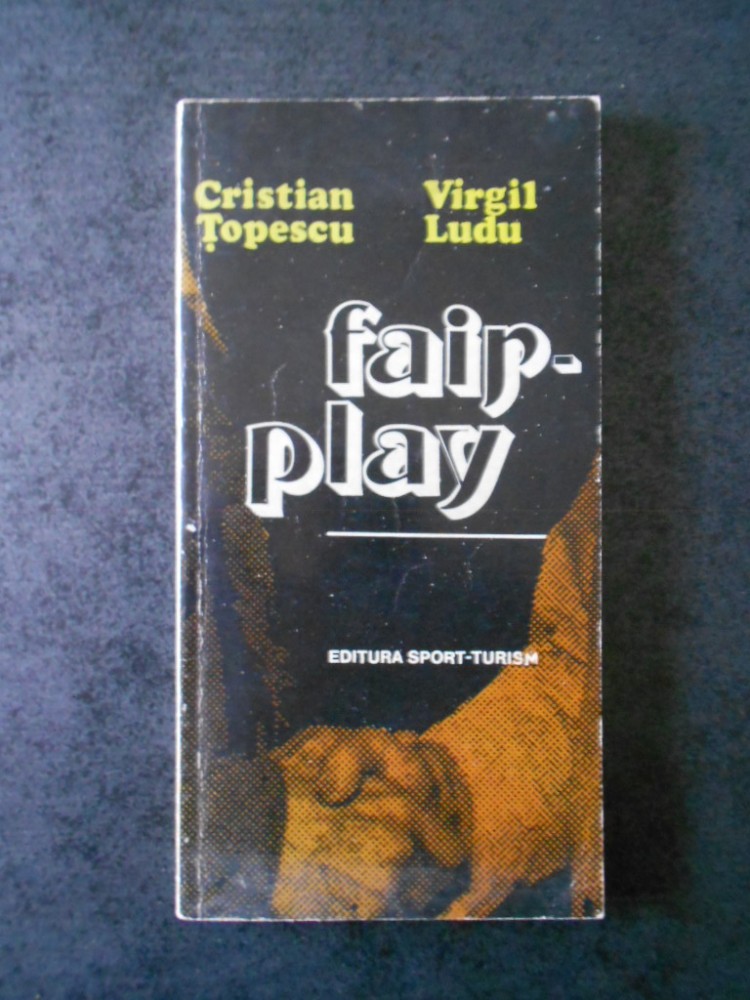 Cristian Țopescu
Virgil Ludu
fair-
play
EDITURA SPORT-TURISM